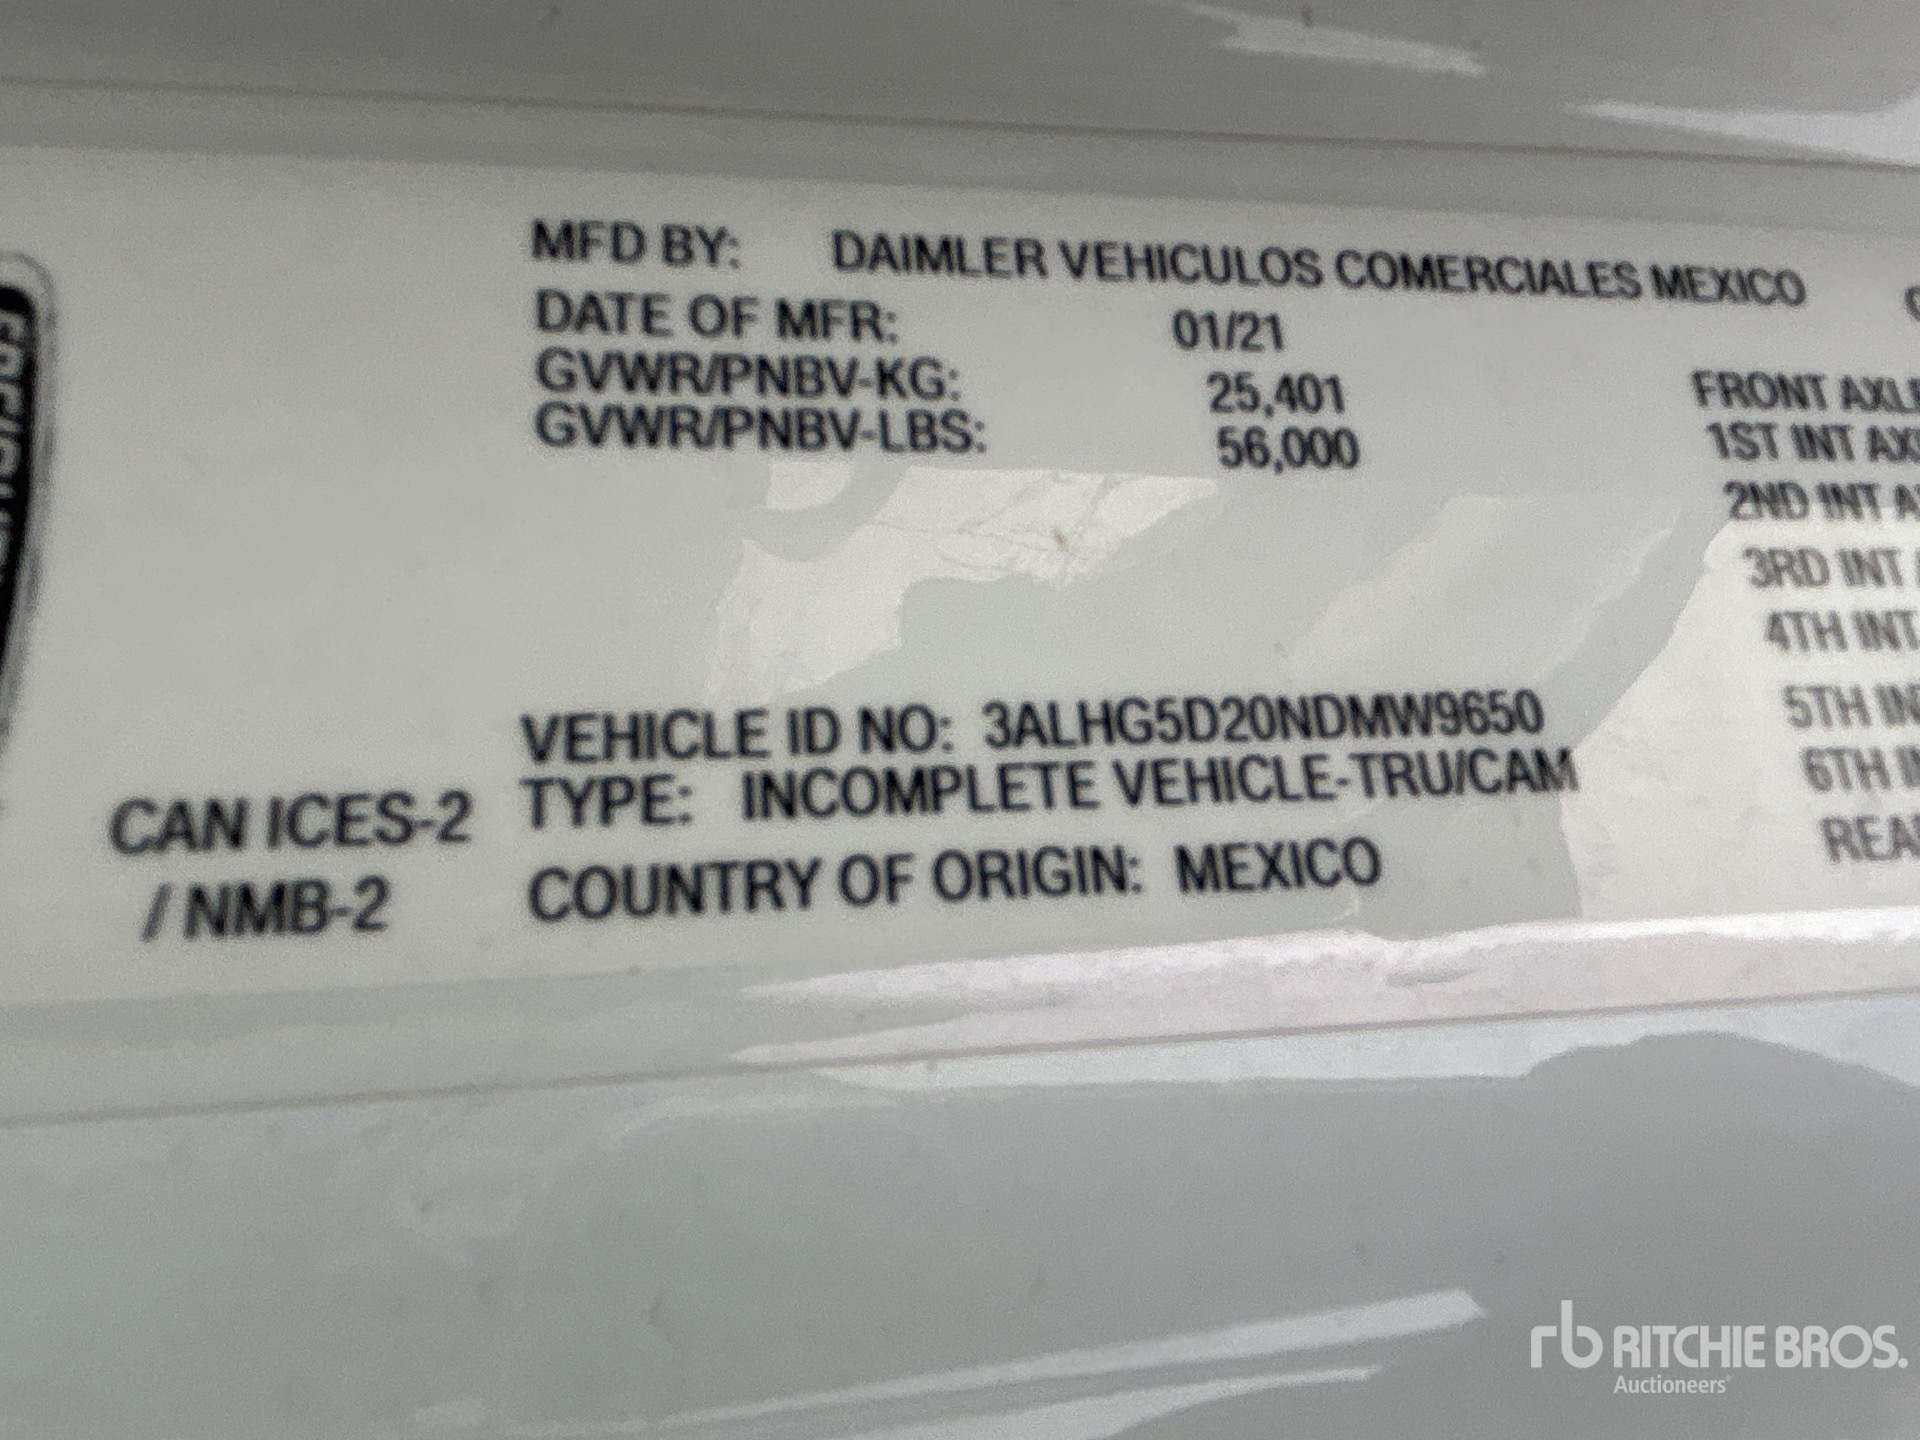 MFD BY: DAIMLER VEHICULOS COMERCIALES MEXICO
DATE OF MFR: 01/21
GVWR/PNBV-KG: 25,401
GVWR/PNBV-LBS: 56,000
FRONT AXLE
1ST INT
2ND INT
3RD INT
4TH INT
5TH
6TH
VEHICLE ID NO: 3ALHG5D20NDMW9650
TYPE: INCOMPLETE VEHICLE-TRU/CAM
COUNTRY OF ORIGIN: MEXICO
CAN ICES-2
/ NMB-2
rb RITCHIE BROS.
Auctioneers